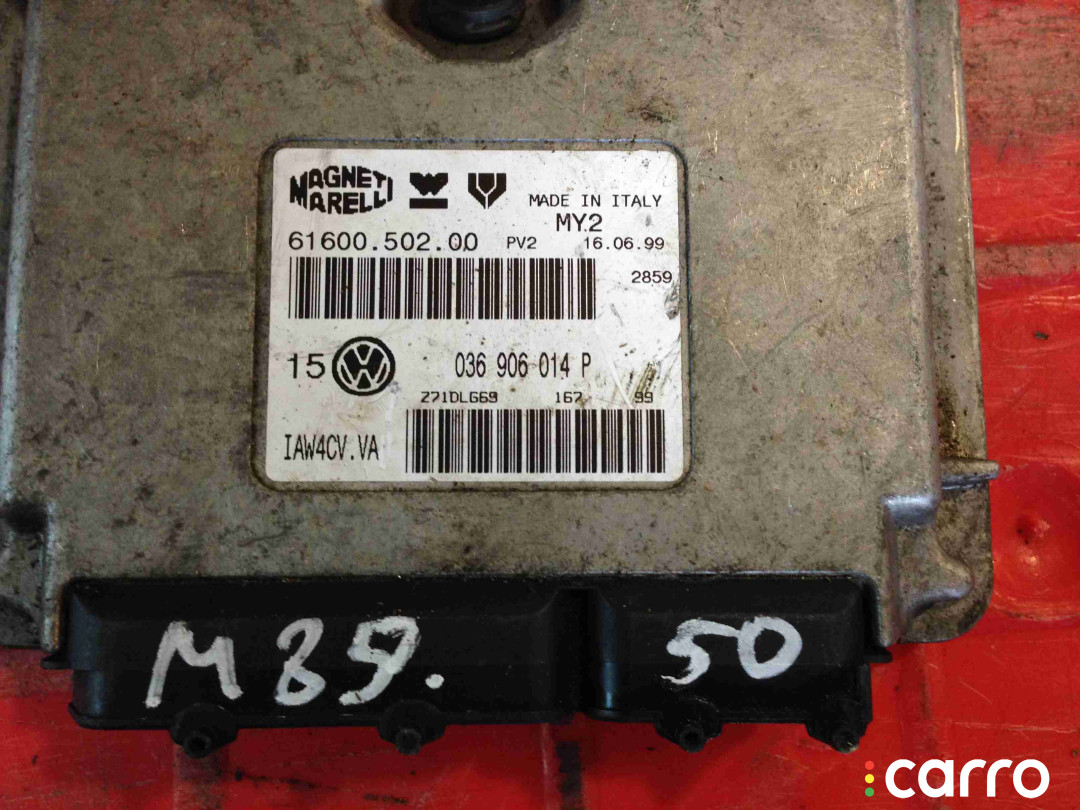 MAGNETI MARELLI
MADE IN ITALY
MY.2
61600.502.00 PV2 16.06.99
2859
15 036 906 014 P
Z71DLG69 167 99
IAW4CV.VA
M 89. 50
carro